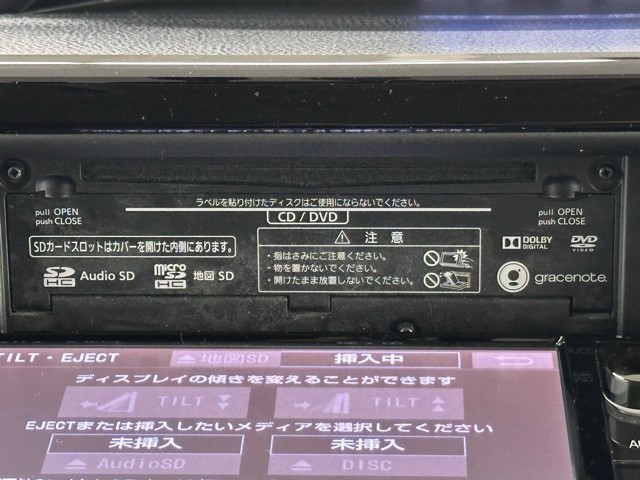 ラベルを貼り付けたディスクはご使用にならないでください。
pull OPEN
push CLOSE
CD / DVD
pull OPEN
push CLOSE
SDカードスロットはカバーを開けた内側にあります。
⚠ 注 意
・指はさみにご注意ください。
・物を置かないでください。
・開けたまま放置しないでください。
DOLBY
DIGITAL
DVD
VIDEO
SD
HC
Audio SD
micro
SD
HC
地図 SD
gracenote.
TILT・EJECT
地図SD
挿入中
ディスプレイの傾きを変えることができます
TILT
TILT
EJECTまたは挿入したいメディアを選択してください
未挿入
未挿入
AudioSD
DISC